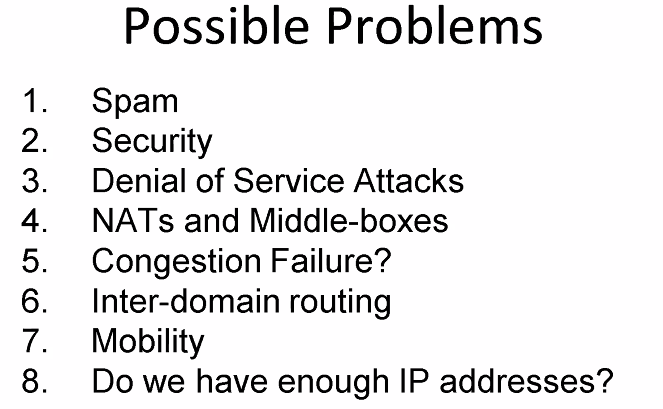 Possible Problems
1. Spam
2. Security
3. Denial of Service Attacks
4. NATs and Middle-boxes
5. Congestion Failure?
6. Inter-domain routing
7. Mobility
8. Do we have enough IP addresses?